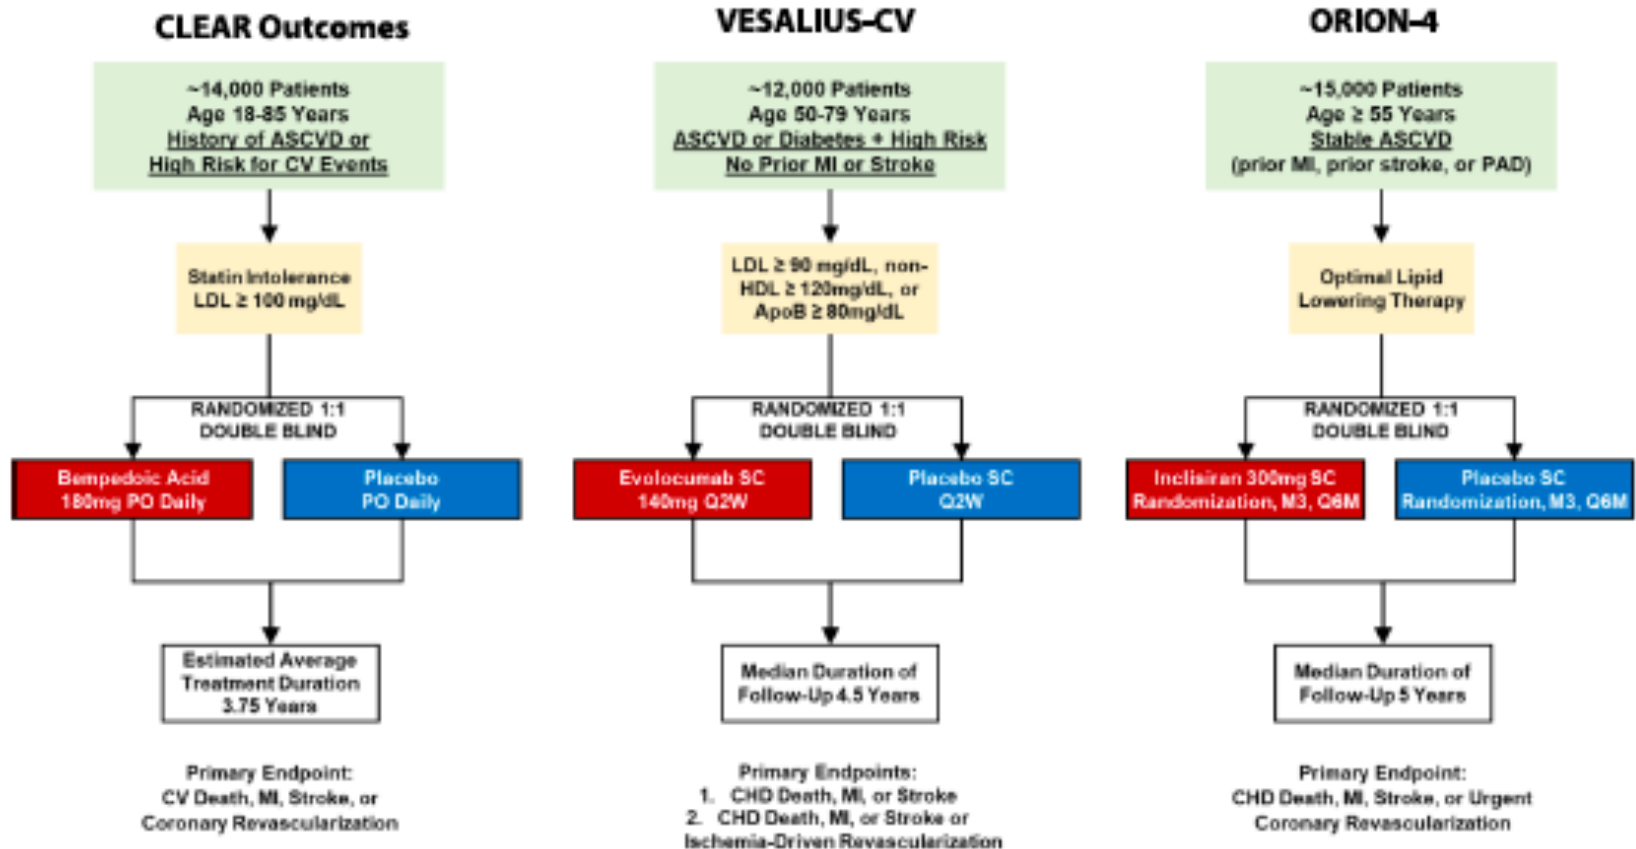 CLEAR Outcomes
~14,000 Patients
Age 18-85 Years
History of ASCVD or
High Risk for CV Events
Statin Intolerance
LDL ≥ 100 mg/dL
RANDOMIZED 1:1
DOUBLE BLIND
Bempedoic Acid
180mg PO Daily
Placebo
PO Daily
Estimated Average
Treatment Duration
3.75 Years
Primary Endpoint:
CV Death, MI, Stroke, or
Coronary Revascularization
VESALIUS-CV
~12,000 Patients
Age 50-79 Years
ASCVD or Diabetes + High Risk
No Prior MI or Stroke
LDL ≥ 90 mg/dL, non-
HDL ≥ 120mg/dL, or
ApoB ≥ 80mg/dL
RANDOMIZED 1:1
DOUBLE BLIND
Evolocumab SC
140mg Q2W
Placebo SC
Q2W
Median Duration of
Follow-Up 4.5 Years
Primary Endpoints:
1. CHD Death, MI, or Stroke
2. CHD Death, MI, or Stroke or
Ischemia-Driven Revascularization
ORION-4
~15,000 Patients
Age ≥ 55 Years
Stable ASCVD
(prior MI, prior stroke, or PAD)
Optimal Lipid
Lowering Therapy
RANDOMIZED 1:1
DOUBLE BLIND
Inclisiran 300mg SC
Randomization, M3, Q6M
Placebo SC
Randomization, M3, Q6M
Median Duration of
Follow-Up 5 Years
Primary Endpoint:
CHD Death, MI, Stroke, or Urgent
Coronary Revascularization